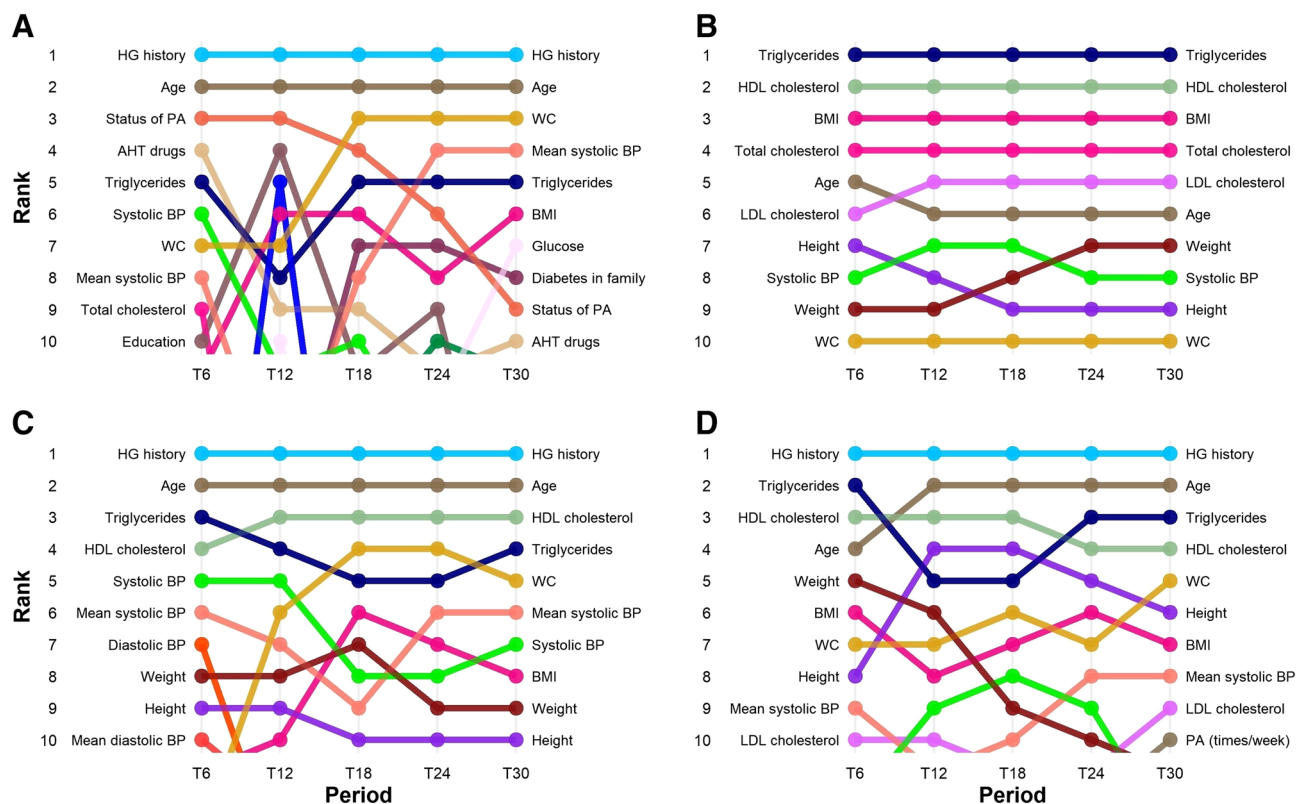 A
B
1 HG history HG history
2 Age Age
3 Status of PA WC
4 AHT drugs Mean systolic BP
5 Triglycerides Triglycerides
6 Systolic BP BMI
7 WC Glucose
8 Mean systolic BP Diabetes in family
9 Total cholesterol Status of PA
10 Education AHT drugs
Rank
T6 T12 T18 T24 T30
1 Triglycerides Triglycerides
2 HDL cholesterol HDL cholesterol
3 BMI BMI
4 Total cholesterol Total cholesterol
5 Age LDL cholesterol
6 LDL cholesterol Age
7 Height Weight
8 Systolic BP Systolic BP
9 Weight Height
10 WC WC
T6 T12 T18 T24 T30
C
D
1 HG history HG history
2 Age Age
3 Triglycerides HDL cholesterol
4 HDL cholesterol Triglycerides
5 Systolic BP WC
6 Mean systolic BP Mean systolic BP
7 Diastolic BP Systolic BP
8 Weight BMI
9 Height Weight
10 Mean diastolic BP Height
Rank
T6 T12 T18 T24 T30
Period
1 HG history HG history
2 Triglycerides Age
3 HDL cholesterol Triglycerides
4 Age HDL cholesterol
5 Weight WC
6 BMI Height
7 WC BMI
8 Height Mean systolic BP
9 Mean systolic BP LDL cholesterol
10 LDL cholesterol PA (times/week)
T6 T12 T18 T24 T30
Period